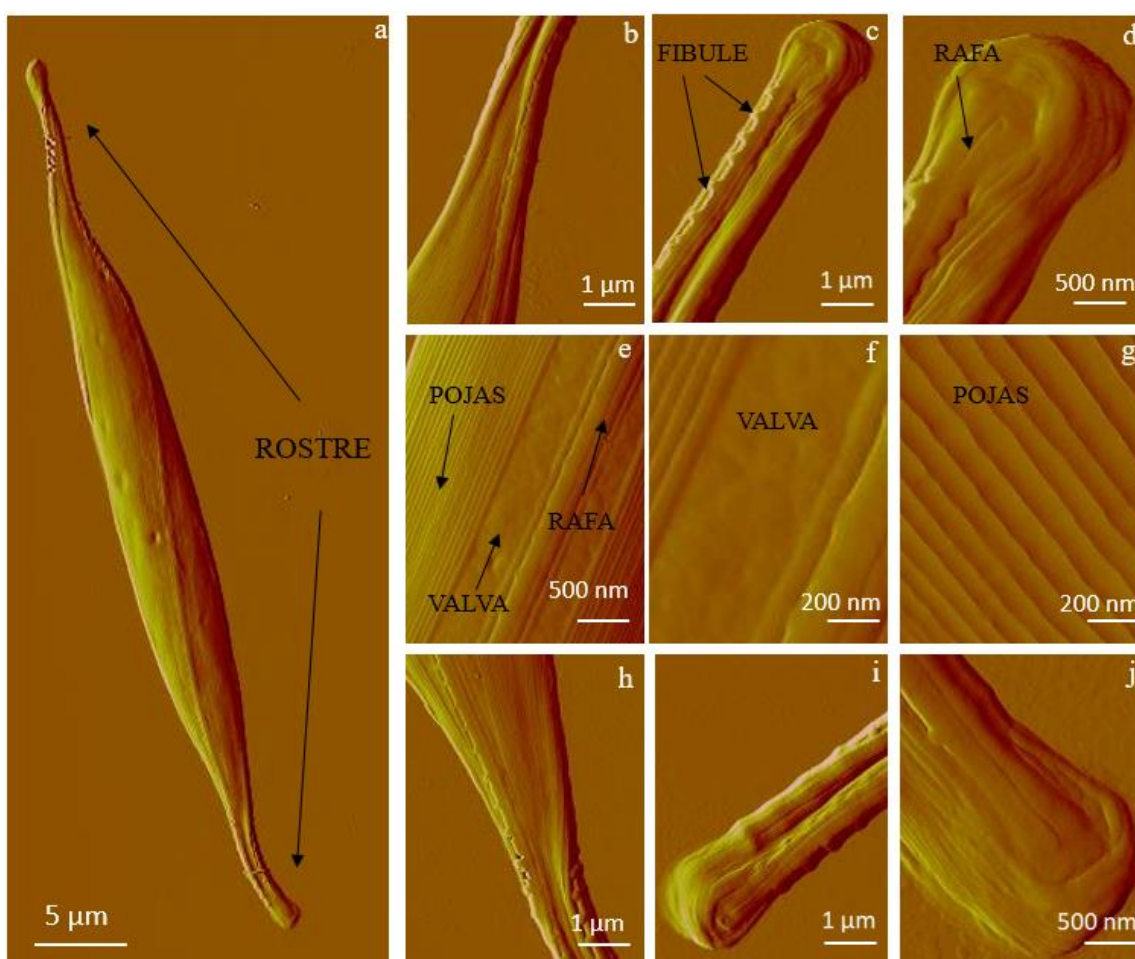 a
ROSTRE
5 µm
b
1 µm
c
FIBULE
1 µm
d
RAFA
500 nm
e
POJAS
RAFA
VALVA
500 nm
f
VALVA
200 nm
g
POJAS
200 nm
h
1 µm
i
1 µm
j
500 nm